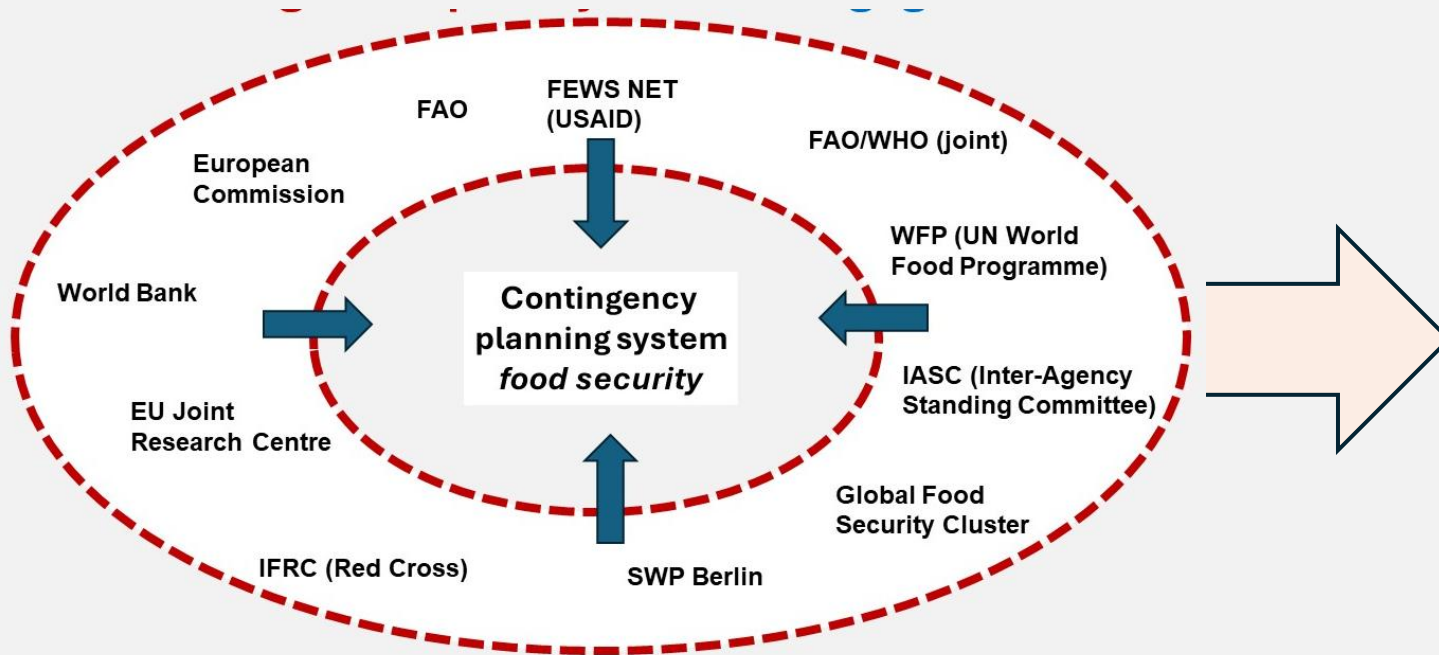 FAO
FEWS NET
(USAID)
FAO/WHO (joint)
European
Commission
WFP (UN World
Food Programme)
World Bank
Contingency
planning system
food security
IASC (Inter-Agency
Standing Committee)
EU Joint
Research Centre
Global Food
Security Cluster
IFRC (Red Cross)
SWP Berlin